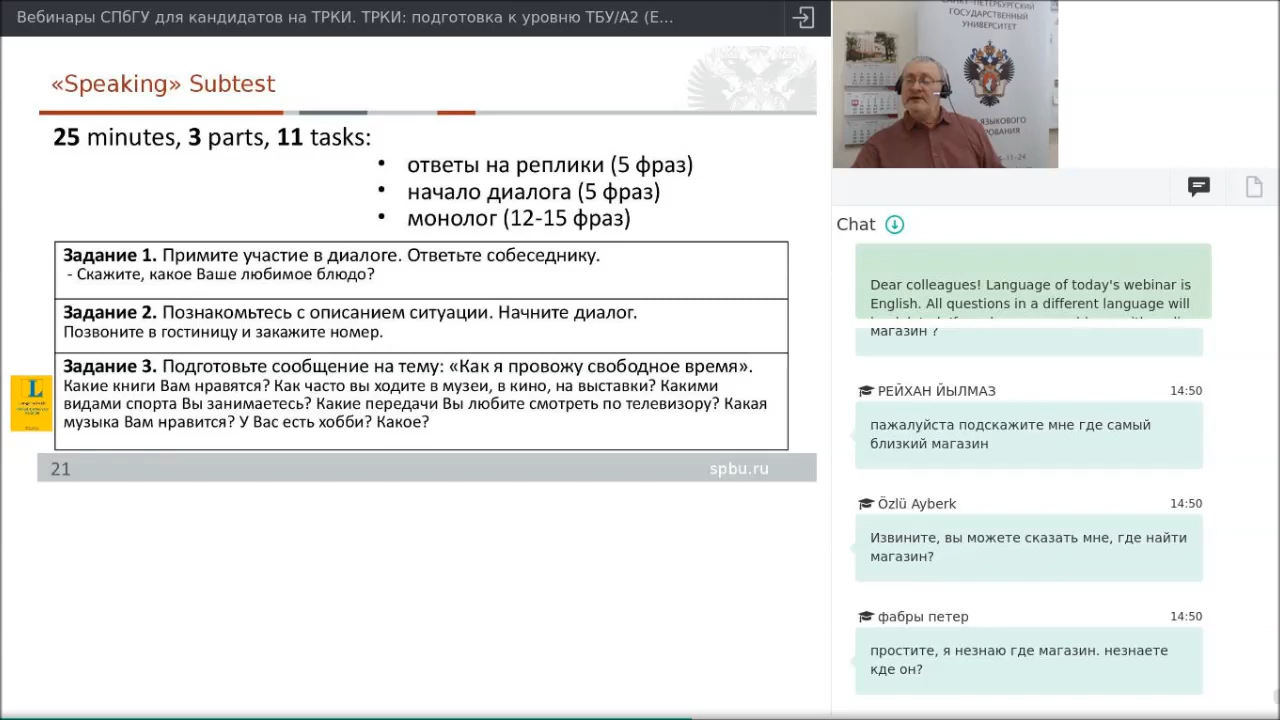 Вебинары СПбГУ для кандидатов на ТРКИ. ТРКИ: подготовка к уровню ТБУ/А2 (Е...
«Speaking» Subtest
25 minutes, 3 parts, 11 tasks:
• ответы на реплики (5 фраз)
• начало диалога (5 фраз)
• монолог (12-15 фраз)
Задание 1. Примите участие в диалоге. Ответьте собеседнику.
- Скажите, какое Ваше любимое блюдо?
Задание 2. Познакомьтесь с описанием ситуации. Начните диалог.
Позвоните в гостиницу и закажите номер.
Задание 3. Подготовьте сообщение на тему: «Как я провожу свободное время».
Какие книги Вам нравятся? Как часто вы ходите в музеи, в кино, на выставки? Какими
видами спорта Вы занимаетесь? Какие передачи Вы любите смотреть по телевизору? Какая
музыка Вам нравится? У Вас есть хобби? Какое?
L
21
spbu.ru
ГОСУДАРСТВЕННЫЙ
УНИВЕРСИТЕТ
ЯЗЫКОВОГО
Chat
Dear colleagues! Language of today's webinar is
English. All questions in a different language will
магазин ?
РЕЙХАН ЙЫЛМАЗ 14:50
пажалуйста подскажите мне где самый
близкий магазин
Özlü Ayberk 14:50
Извините, вы можете сказать мне, где найти
магазин?
фабры петер 14:50
простите, я незнаю где магазин. незнаете
кде он?